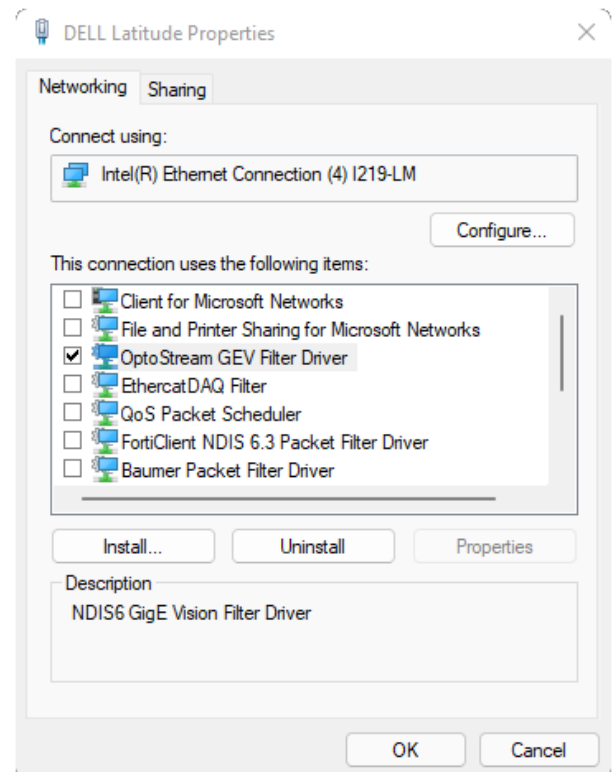 DELL Latitude Properties
Networking
Sharing
Connect using:
Intel(R) Ethernet Connection (4) I219-LM
Configure...
This connection uses the following items:
Client for Microsoft Networks
File and Printer Sharing for Microsoft Networks
OptoStream GEV Filter Driver
EthercatDAQ Filter
QoS Packet Scheduler
FortiClient NDIS 6.3 Packet Filter Driver
Baumer Packet Filter Driver
Install...
Uninstall
Properties
Description
NDIS6 GigE Vision Filter Driver
OK
Cancel